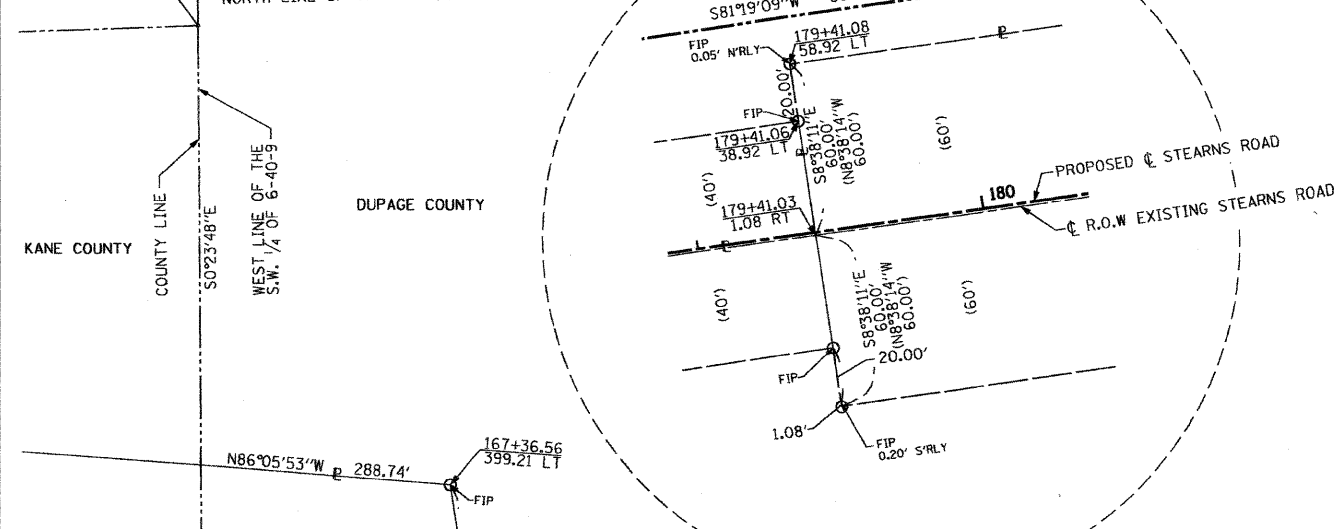 S81°19'09"W
FIP
0.05' N'RLY
179+41.08
58.92 LT
P
20.00'
FIP
179+41.06
38.92 LT
P
S8°38'11"E
60.00'
(N8°38'14"W
60.00')
(60')
(40')
179+41.03
1.08 RT
P
180
PROPOSED ℄ STEARNS ROAD
℄ R.O.W EXISTING STEARNS ROAD
(40')
S8°38'11"E
60.00'
(N8°38'14"W
60.00')
(60')
FIP
20.00'
1.08'
FIP
0.20' S'RLY
KANE COUNTY
COUNTY LINE
S0°23'48"E
WEST LINE OF THE
S.W. 1/4 OF 6-40-9
DUPAGE COUNTY
N86°05'53"W P 288.74'
167+36.56
399.21 LT
FIP